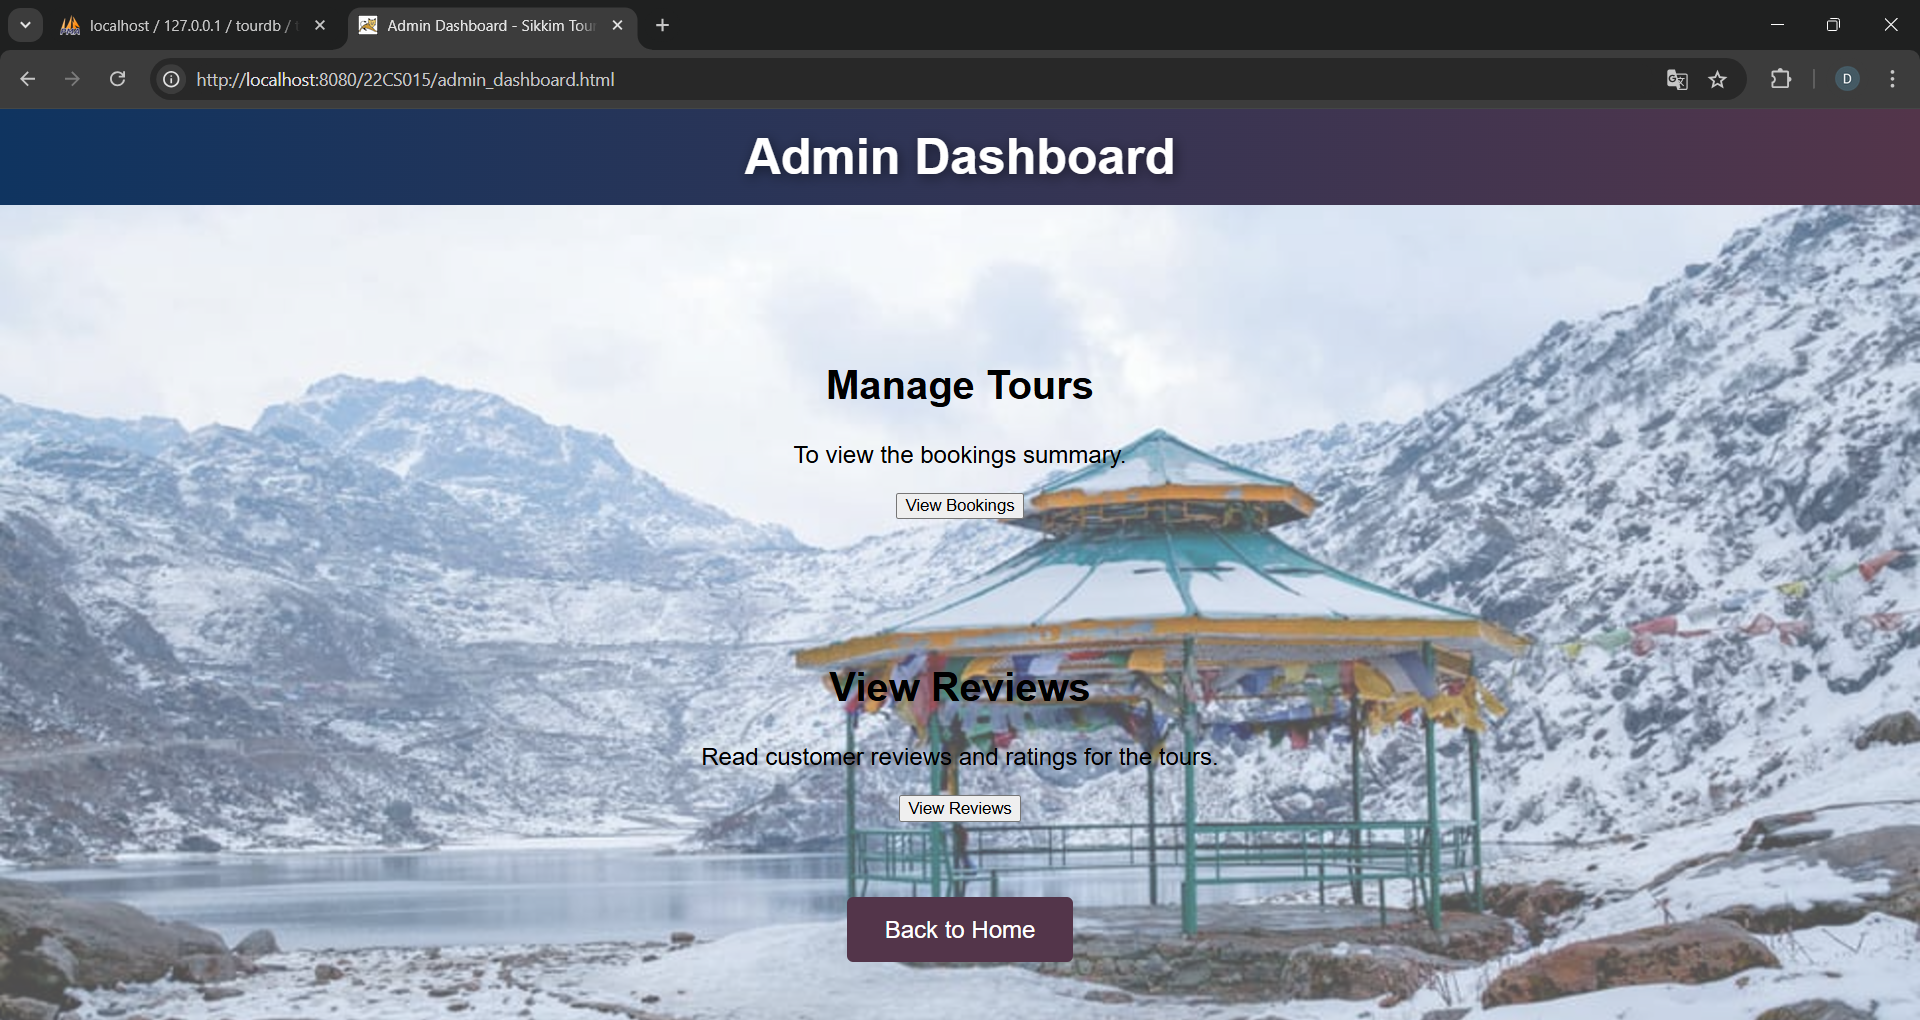 localhost / 127.0.0.1 / tourdb /
Admin Dashboard - Sikkim Tou
http://localhost:8080/22CS015/admin_dashboard.html
D
Admin Dashboard
Manage Tours
To view the bookings summary.
View Bookings
View Reviews
Read customer reviews and ratings for the tours.
View Reviews
Back to Home